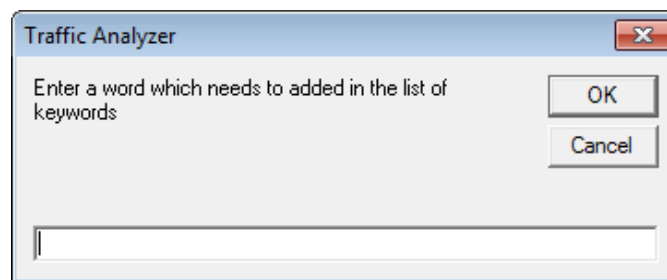 Traffic Analyzer
Enter a word which needs to added in the list of
keywords
OK
Cancel